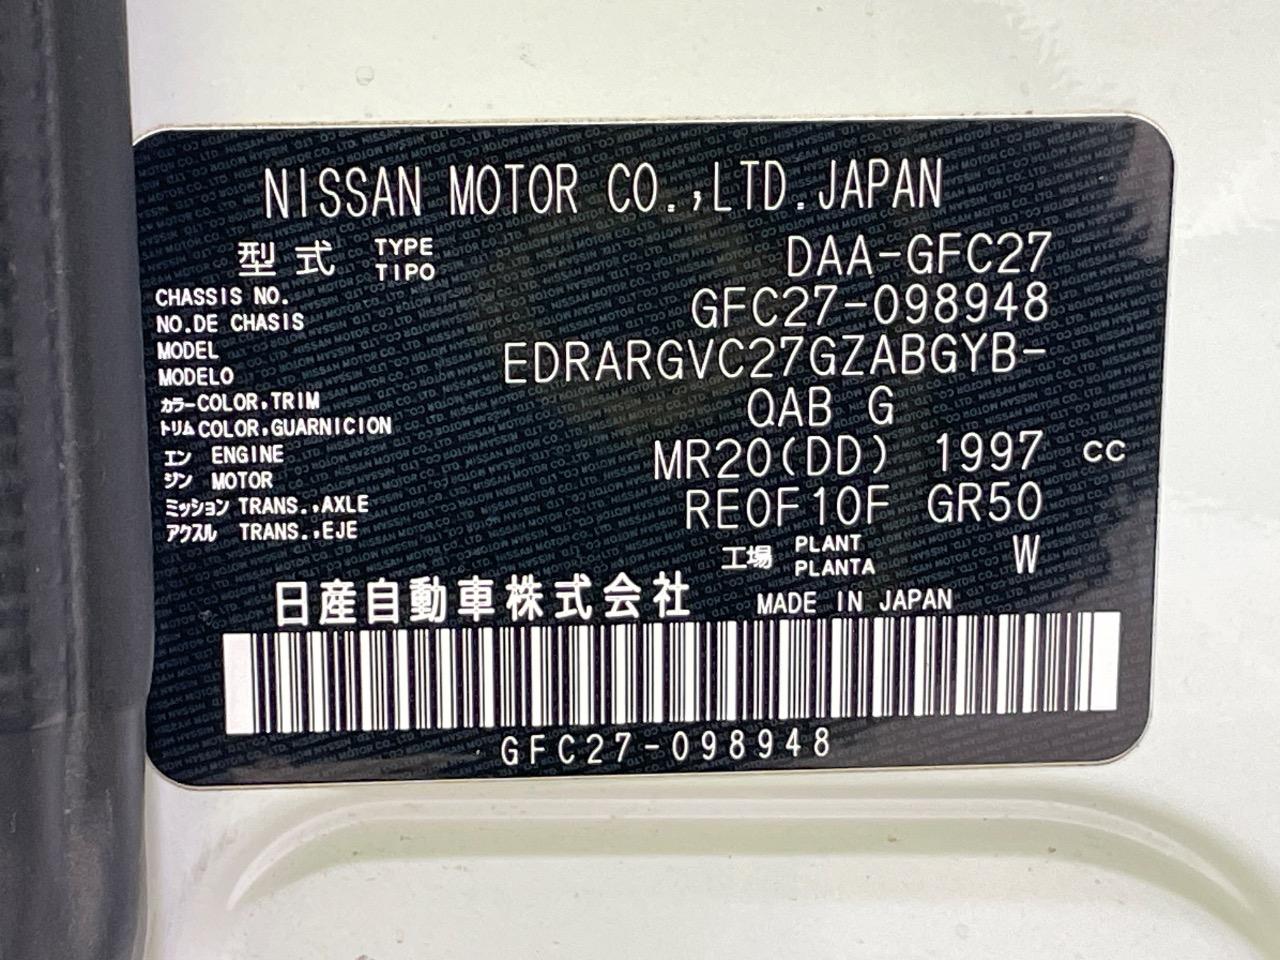 NISSAN MOTOR CO.,LTD.JAPAN
型式 TYPE TIPO DAA-GFC27
CHASSIS NO. NO.DE CHASIS GFC27-098948
MODEL MODELO EDRARGVC27GZABGYB-
カラー COLOR,TRIM QAB G
トリム COLOR,GUARNICION
エン ENGINE MR20(DD) 1997 cc
ジン MOTOR
ミッション TRANS.,AXLE RE0F10F GR50
アクスル TRANS.,EJE
工場 PLANT PLANTA W
日産自動車株式会社 MADE IN JAPAN
GFC27-098948